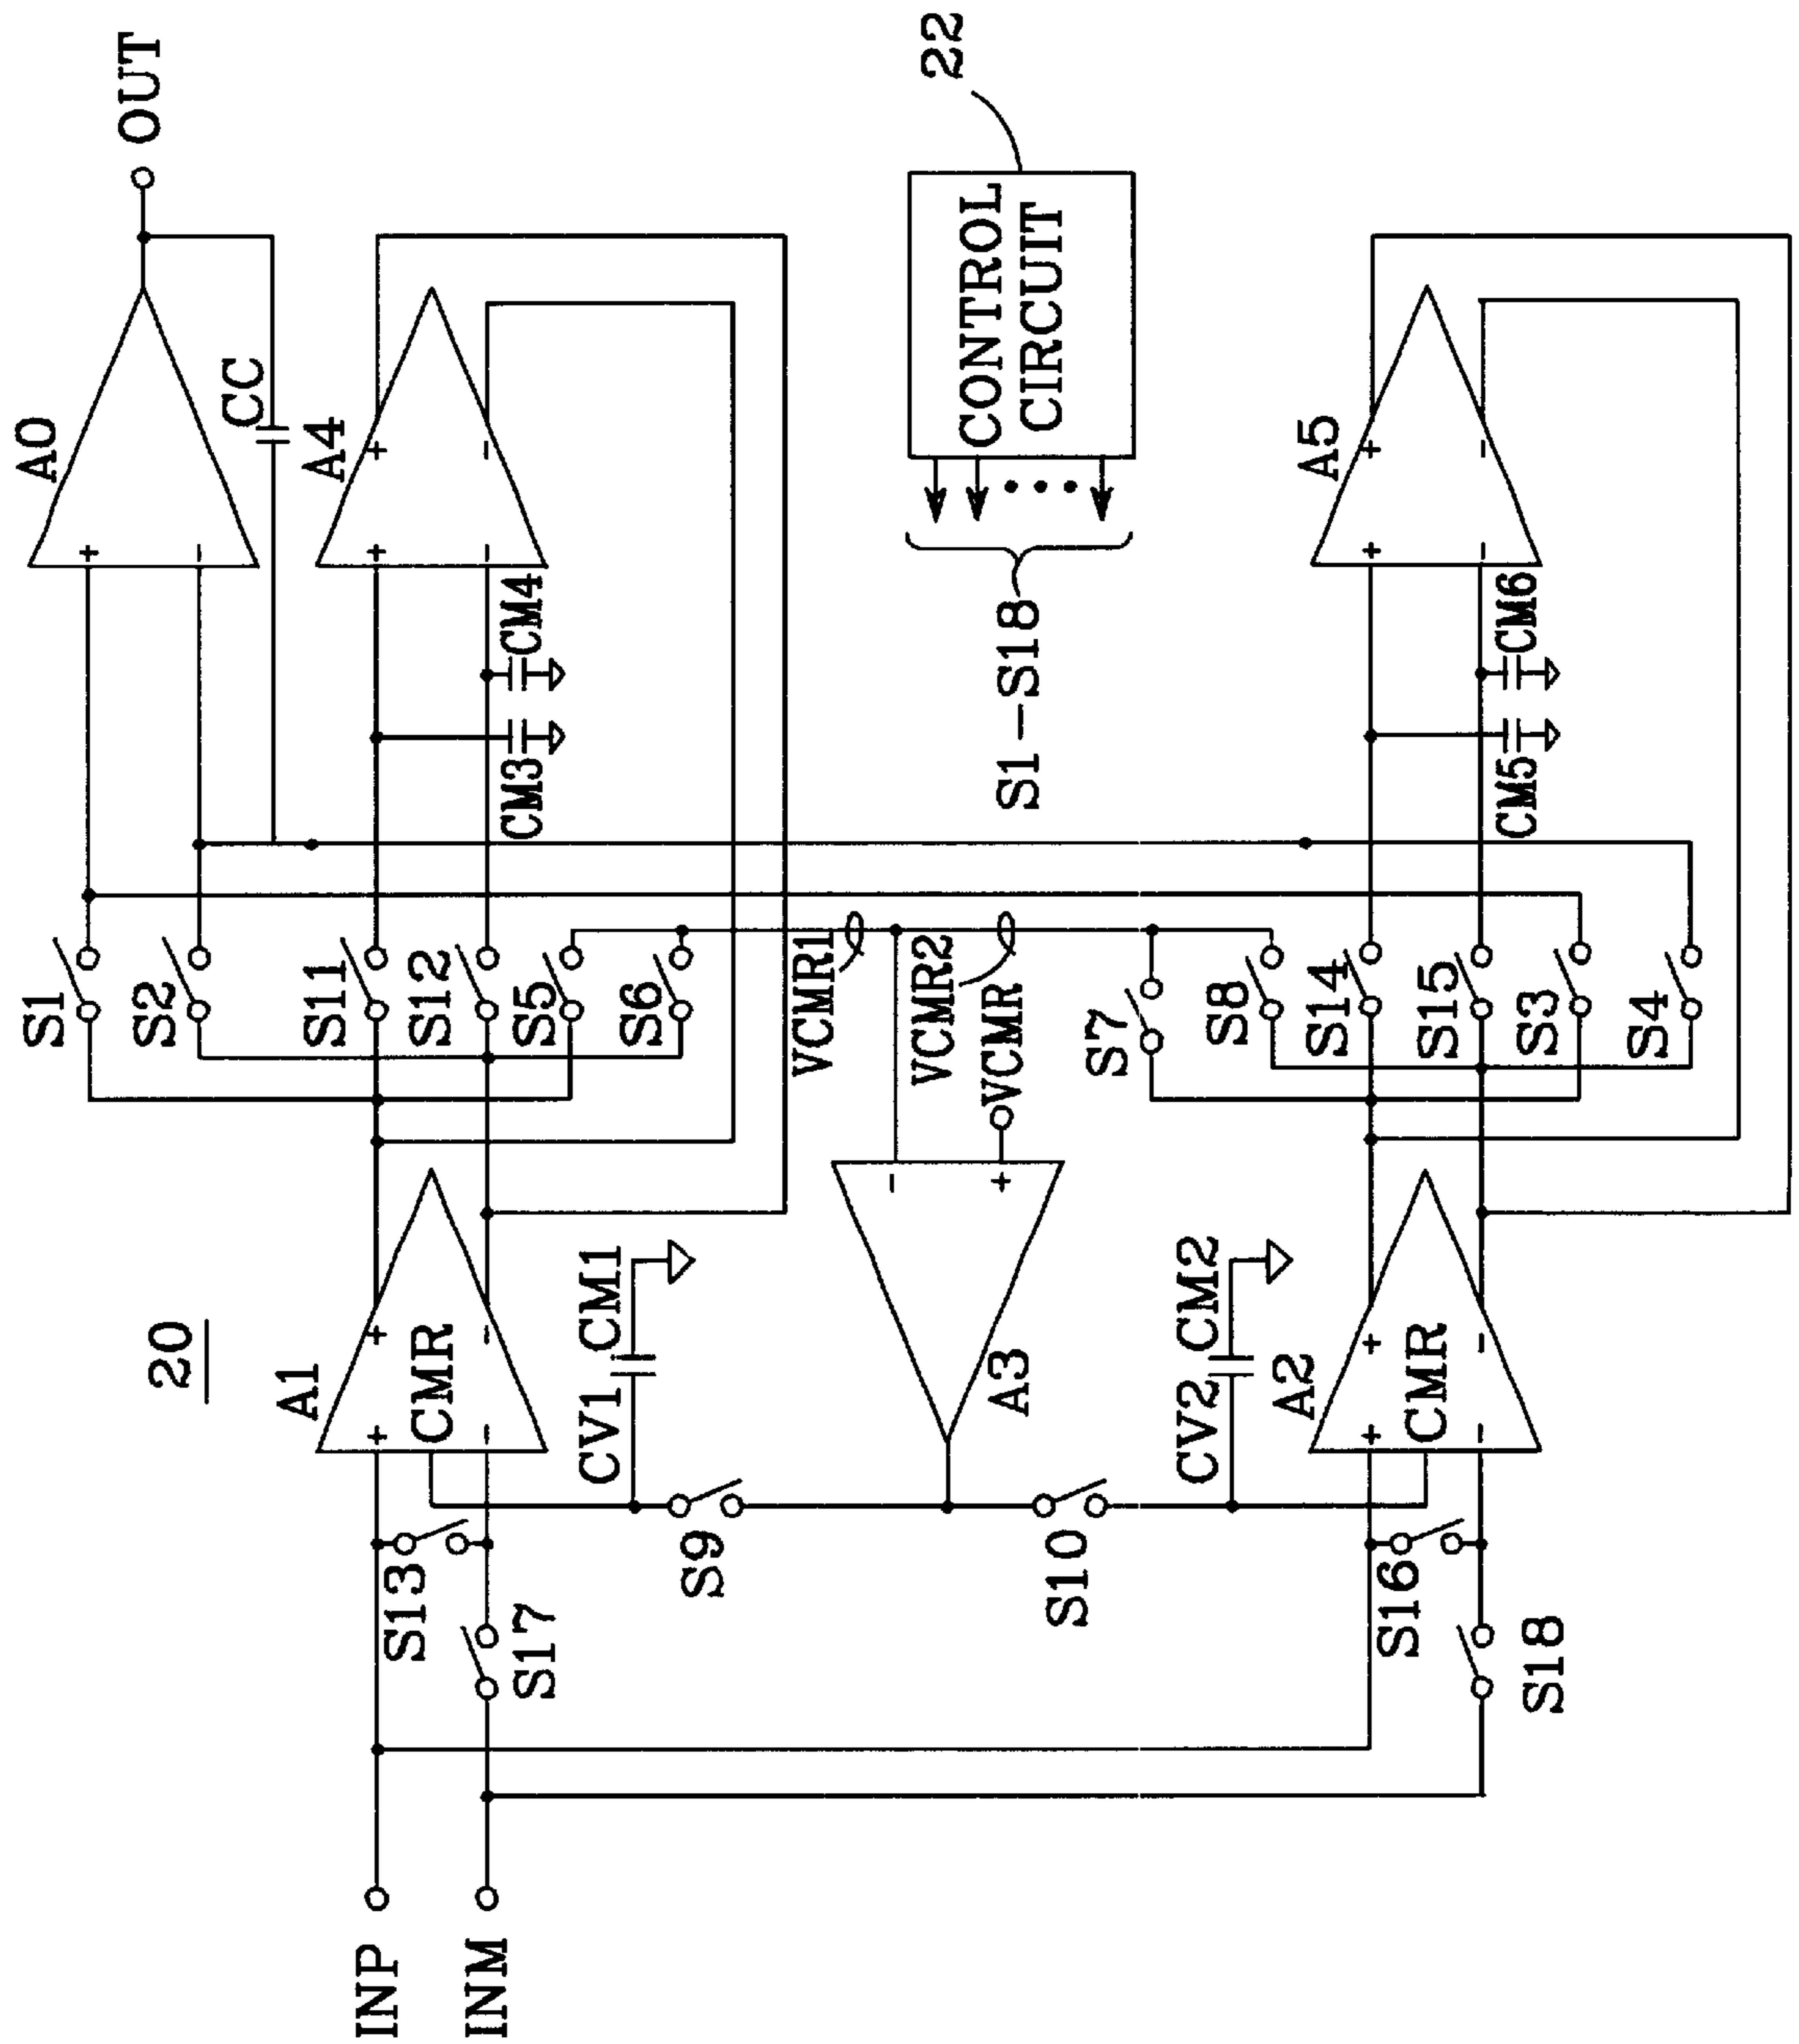 20
A0
OUT
CC
S1
S2
A1
+
+
CMR
-
-
S11
S12
S5
S6
CM3
CM4
A4
+
+
-
-
+
-
INP
INM
S13
S17
CV1
CM1
S9
VCMR1
VCMR2
VCMR
A3
-
+
S10
CV2
CM2
S7
S8
S1-S18
CONTROL
CIRCUIT
22
A2
+
+
CMR
-
-
S16
S18
S14
S15
S3
S4
CM5
CM6
A5
+
+
-
-